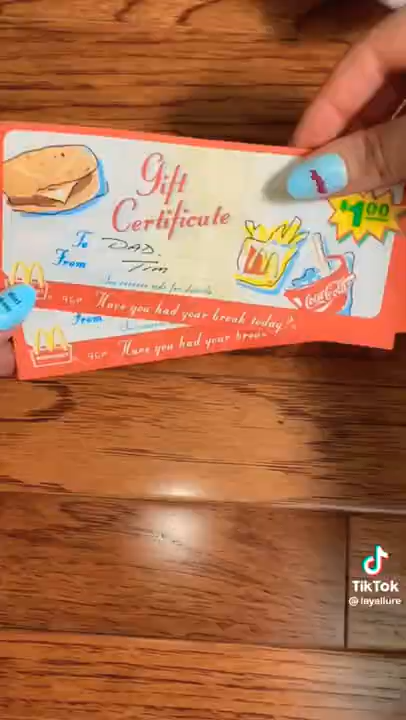 Gift
Certificate
$1.00
To DAD.
From Tim
See reverse side for details
Coca-Cola
Have you had your break today?
From
Have you had your break
TikTok
@layallure